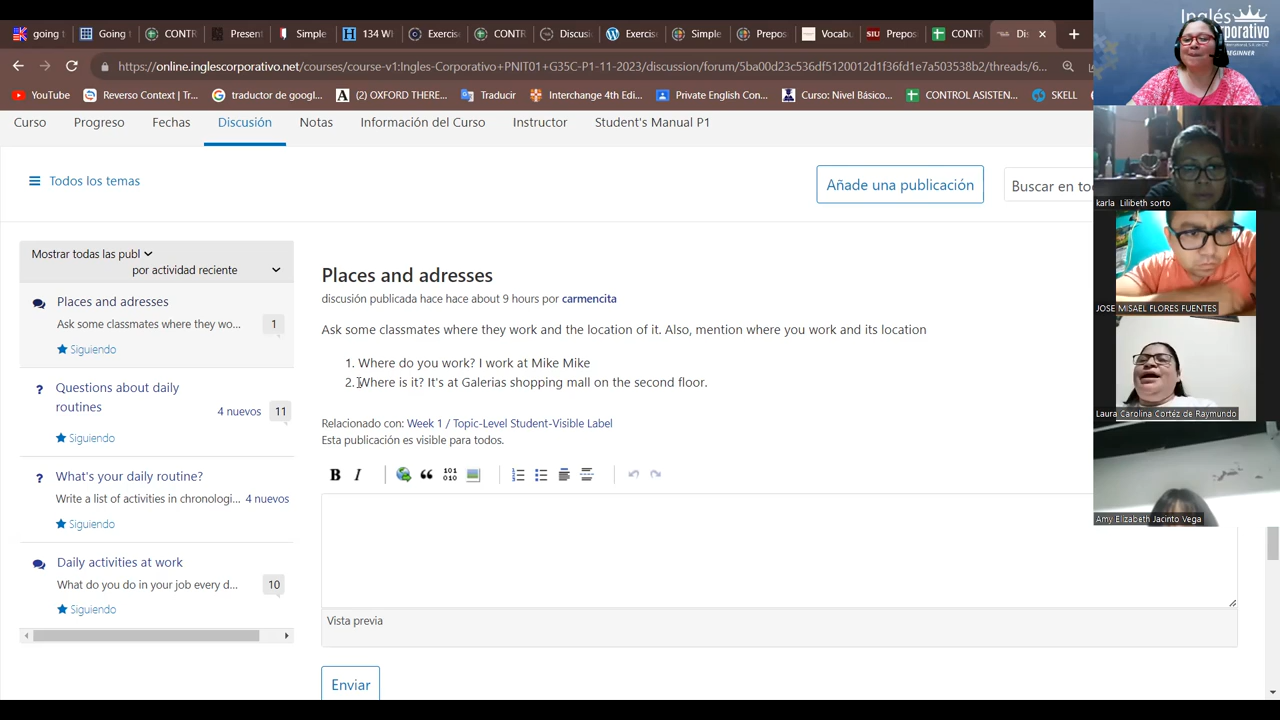 going t
Going t
CONTR
Present
Simple
134 WI
Exercis
CONTR
Discus
Exercis
Simple
Prepos
Vocabu
SIU
Prepos
CONTR
Dis
https://online.inglescorporativo.net/courses/course-v1:Ingles-Corporativo+PNIT01+G35C-P1-11-2023/discussion/forum/5ba00d23c536df5120012d1f36fd1e7a503538b2/threads/6...
YouTube
Reverso Context | Tr...
traductor de googl...
(2) OXFORD THERE...
Traducir
Interchange 4th Edi...
Private English Con...
Curso: Nivel Básico...
CONTROL ASISTEN...
SKELL
Curso
Progreso
Fechas
Discusión
Notas
Información del Curso
Instructor
Student's Manual P1
Todos los temas
Añade una publicación
Buscar en to
Mostrar todas las publ
por actividad reciente
Places and adresses
Ask some classmates where they wo...
1
Siguiendo
Questions about daily
routines
4 nuevos
11
Siguiendo
What's your daily routine?
Write a list of activities in chronologi...
4 nuevos
Siguiendo
Daily activities at work
What do you do in your job every d...
10
Siguiendo
Places and adresses
discusión publicada hace hace about 9 hours por carmencita
Ask some classmates where they work and the location of it. Also, mention where you work and its location
1. Where do you work? I work at Mike Mike
2. Where is it? It's at Galerias shopping mall on the second floor.
Relacionado con: Week 1 / Topic-Level Student-Visible Label
Esta publicación es visible para todos.
B I
101
010
Vista previa
Enviar
Inglés
Corporativo
BEGINNER
karla Lilibeth sorto
JOSE MISAEL FLORES FUENTES
Laura Carolina Cortéz de Raymundo
Amy Elizabeth Jacinto Vega